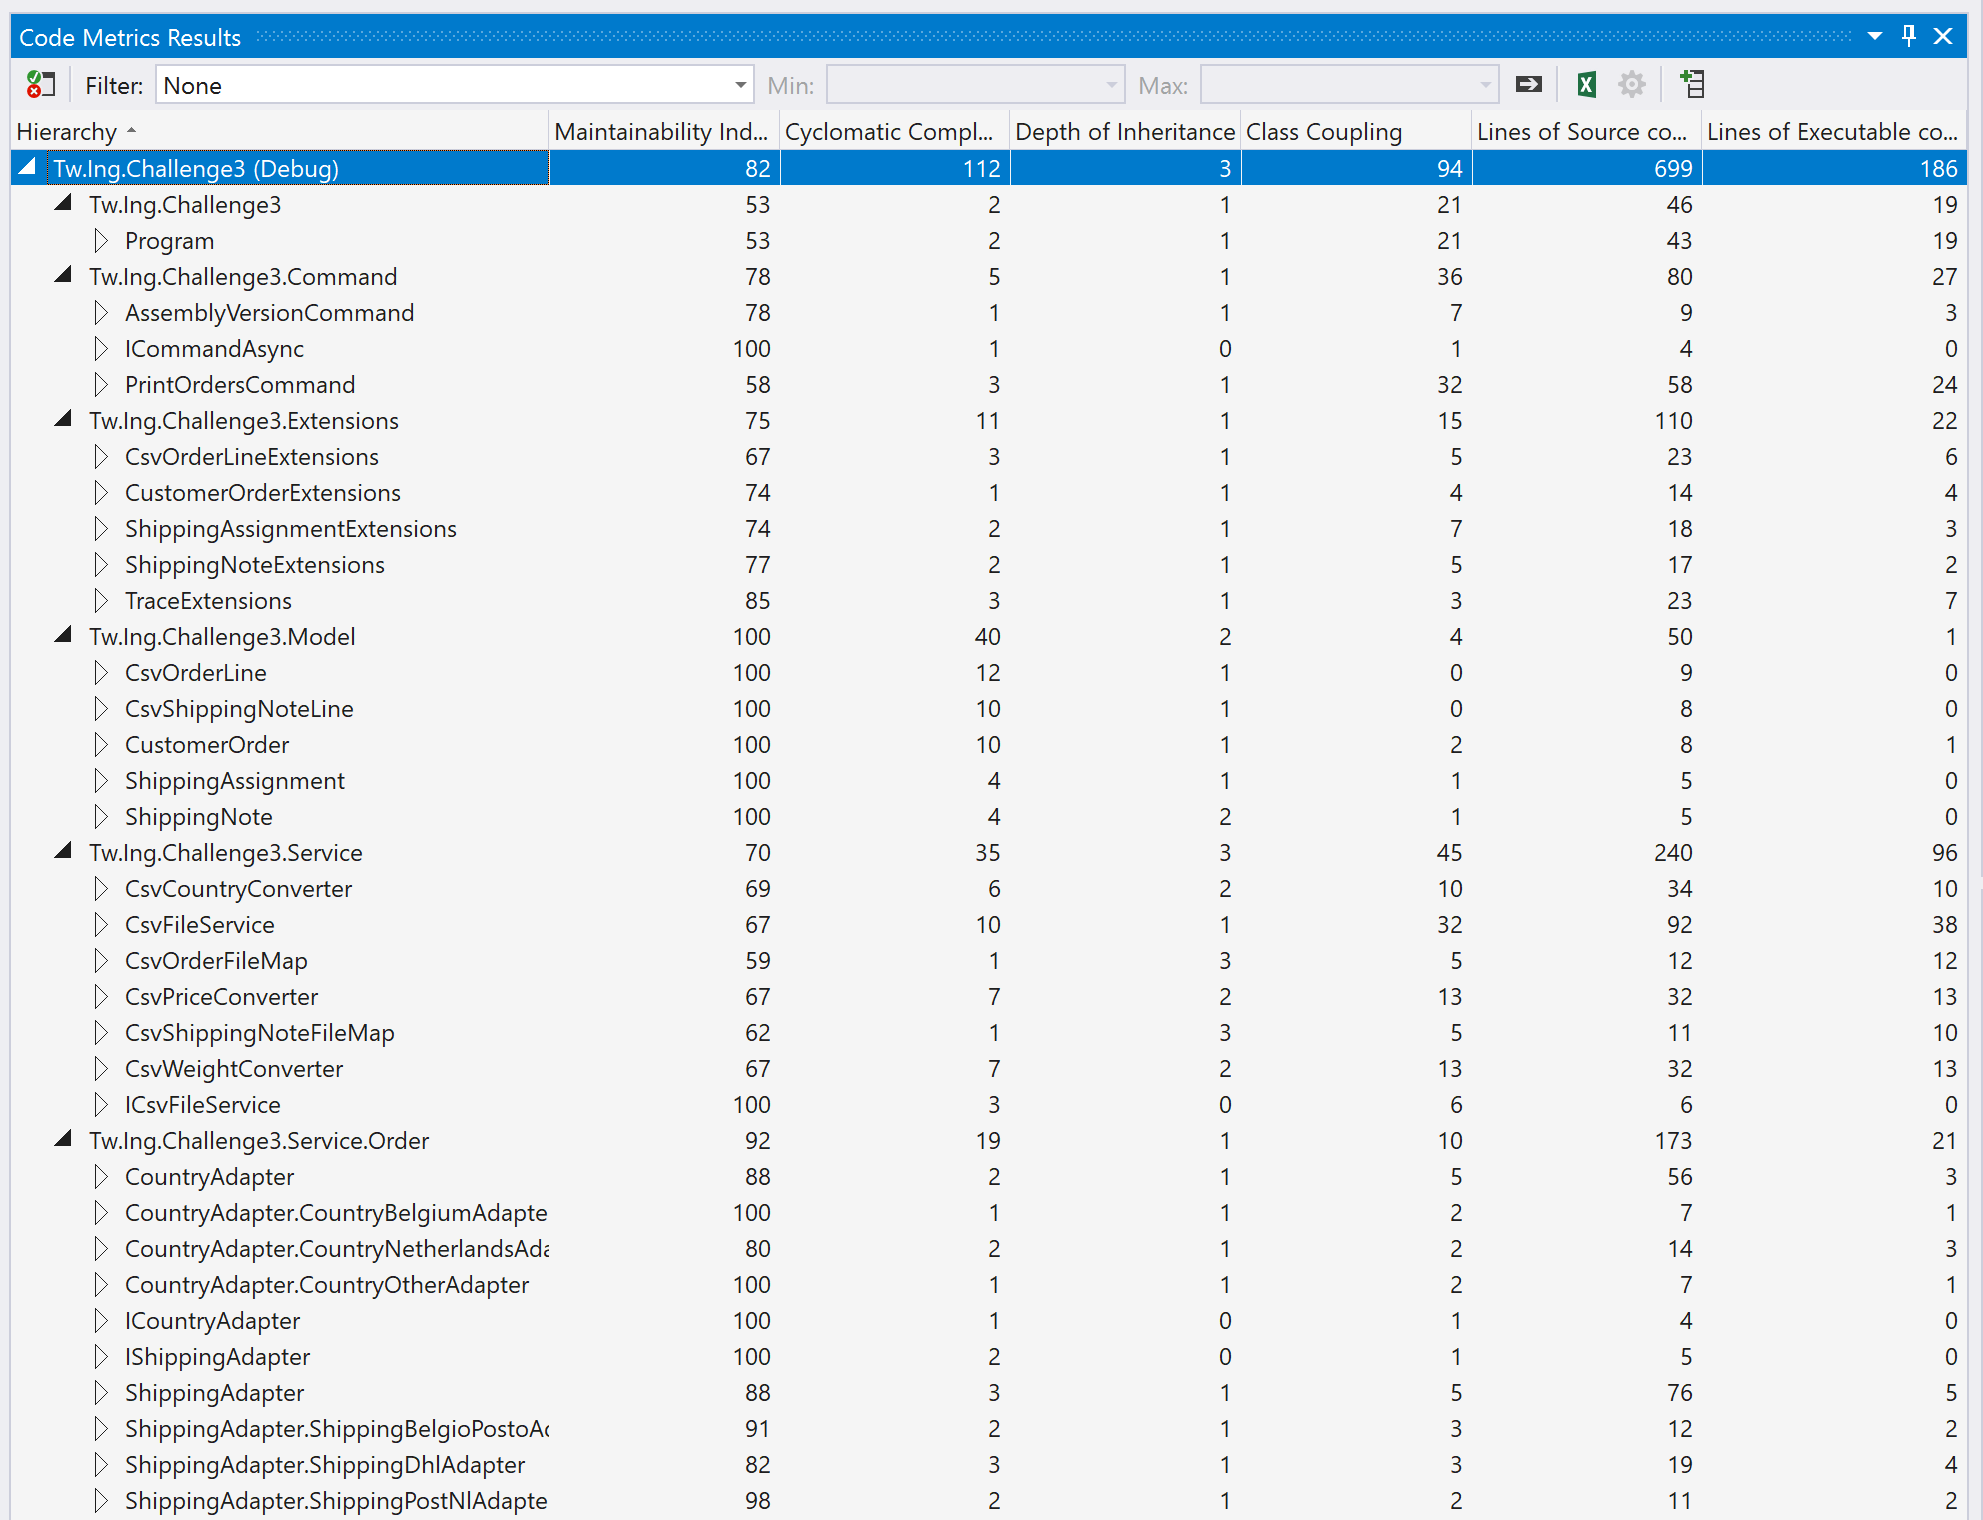 Code Metrics Results
Filter: None Min: Max:
Hierarchy Maintainability Ind... Cyclomatic Compl... Depth of Inheritance Class Coupling Lines of Source co... Lines of Executable co...
Tw.Ing.Challenge3 (Debug) 82 112 3 94 699 186
Tw.Ing.Challenge3 53 2 1 21 46 19
Program 53 2 1 21 43 19
Tw.Ing.Challenge3.Command 78 5 1 36 80 27
AssemblyVersionCommand 78 1 1 7 9 3
ICommandAsync 100 1 0 1 4 0
PrintOrdersCommand 58 3 1 32 58 24
Tw.Ing.Challenge3.Extensions 75 11 1 15 110 22
CsvOrderLineExtensions 67 3 1 5 23 6
CustomerOrderExtensions 74 1 1 4 14 4
ShippingAssignmentExtensions 74 2 1 7 18 3
ShippingNoteExtensions 77 2 1 5 17 2
TraceExtensions 85 3 1 3 23 7
Tw.Ing.Challenge3.Model 100 40 2 4 50 1
CsvOrderLine 100 12 1 0 9 0
CsvShippingNoteLine 100 10 1 0 8 0
CustomerOrder 100 10 1 2 8 1
ShippingAssignment 100 4 1 1 5 0
ShippingNote 100 4 2 1 5 0
Tw.Ing.Challenge3.Service 70 35 3 45 240 96
CsvCountryConverter 69 6 2 10 34 10
CsvFileService 67 10 1 32 92 38
CsvOrderFileMap 59 1 3 5 12 12
CsvPriceConverter 67 7 2 13 32 13
CsvShippingNoteFileMap 62 1 3 5 11 10
CsvWeightConverter 67 7 2 13 32 13
ICsvFileService 100 3 0 6 6 0
Tw.Ing.Challenge3.Service.Order 92 19 1 10 173 21
CountryAdapter 88 2 1 5 56 3
CountryAdapter.CountryBelgiumAdapte 100 1 1 2 7 1
CountryAdapter.CountryNetherlandsAda 80 2 1 2 14 3
CountryAdapter.CountryOtherAdapter 100 1 1 2 7 1
ICountryAdapter 100 1 0 1 4 0
IShippingAdapter 100 2 0 1 5 0
ShippingAdapter 88 3 1 5 76 5
ShippingAdapter.ShippingBelgioPostoAd 91 2 1 3 12 2
ShippingAdapter.ShippingDhlAdapter 82 3 1 3 19 4
ShippingAdapter.ShippingPostNlAdapte 98 2 1 2 11 2